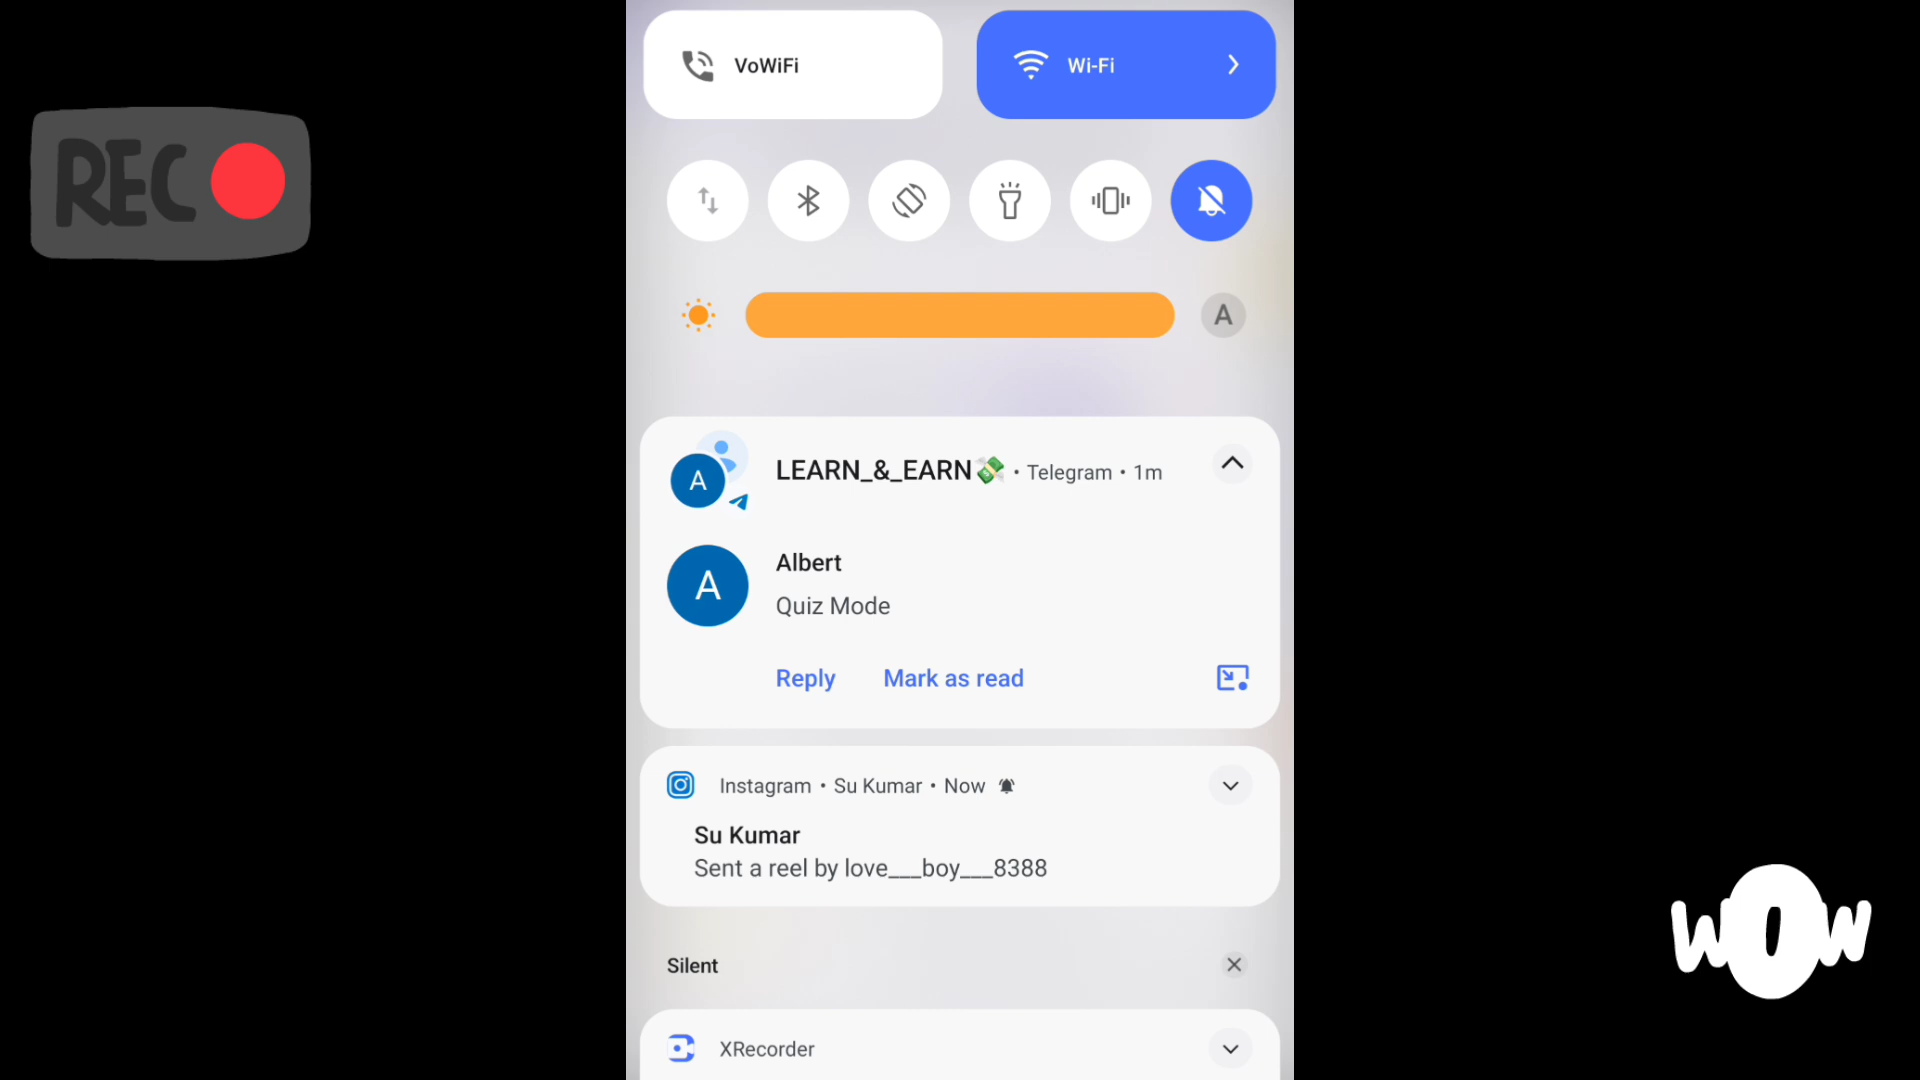 VoWiFi
Wi-Fi
REC
A
LEARN_&_EARN💸 • Telegram • 1m
A
Albert
A
Quiz Mode
Reply Mark as read
Instagram • Su Kumar • Now
Su Kumar
Sent a reel by love___boy___8388
WOW
Silent
XRecorder